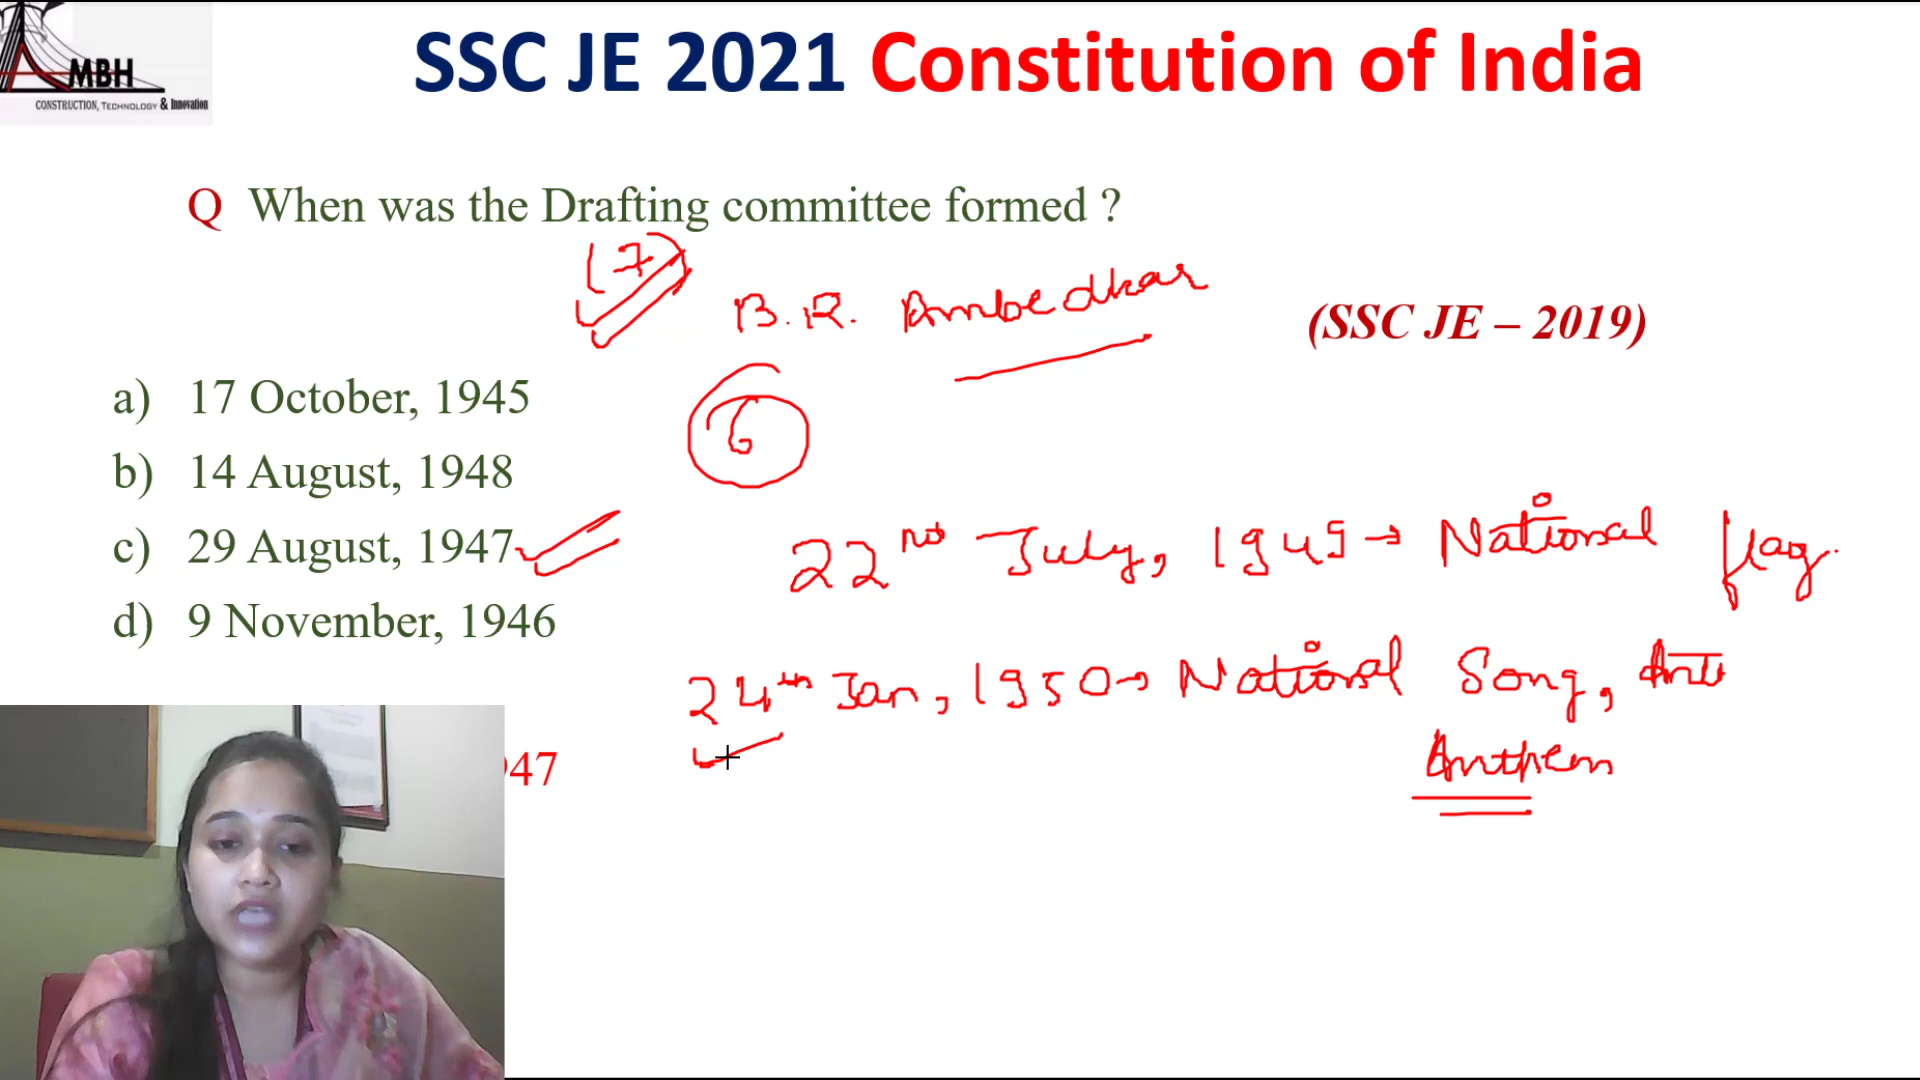 MBH
CONSTRUCTION, TECHNOLOGY & Innovation
SSC JE 2021 Constitution of India
Q When was the Drafting committee formed ?
(7)
B.R. Ambedkar
(SSC JE – 2019)
a) 17 October, 1945
6
b) 14 August, 1948
c) 29 August, 1947
22nd July, 1949 → National flag.
d) 9 November, 1946
24th Jan, 1950 → National Song,
Anthem
47